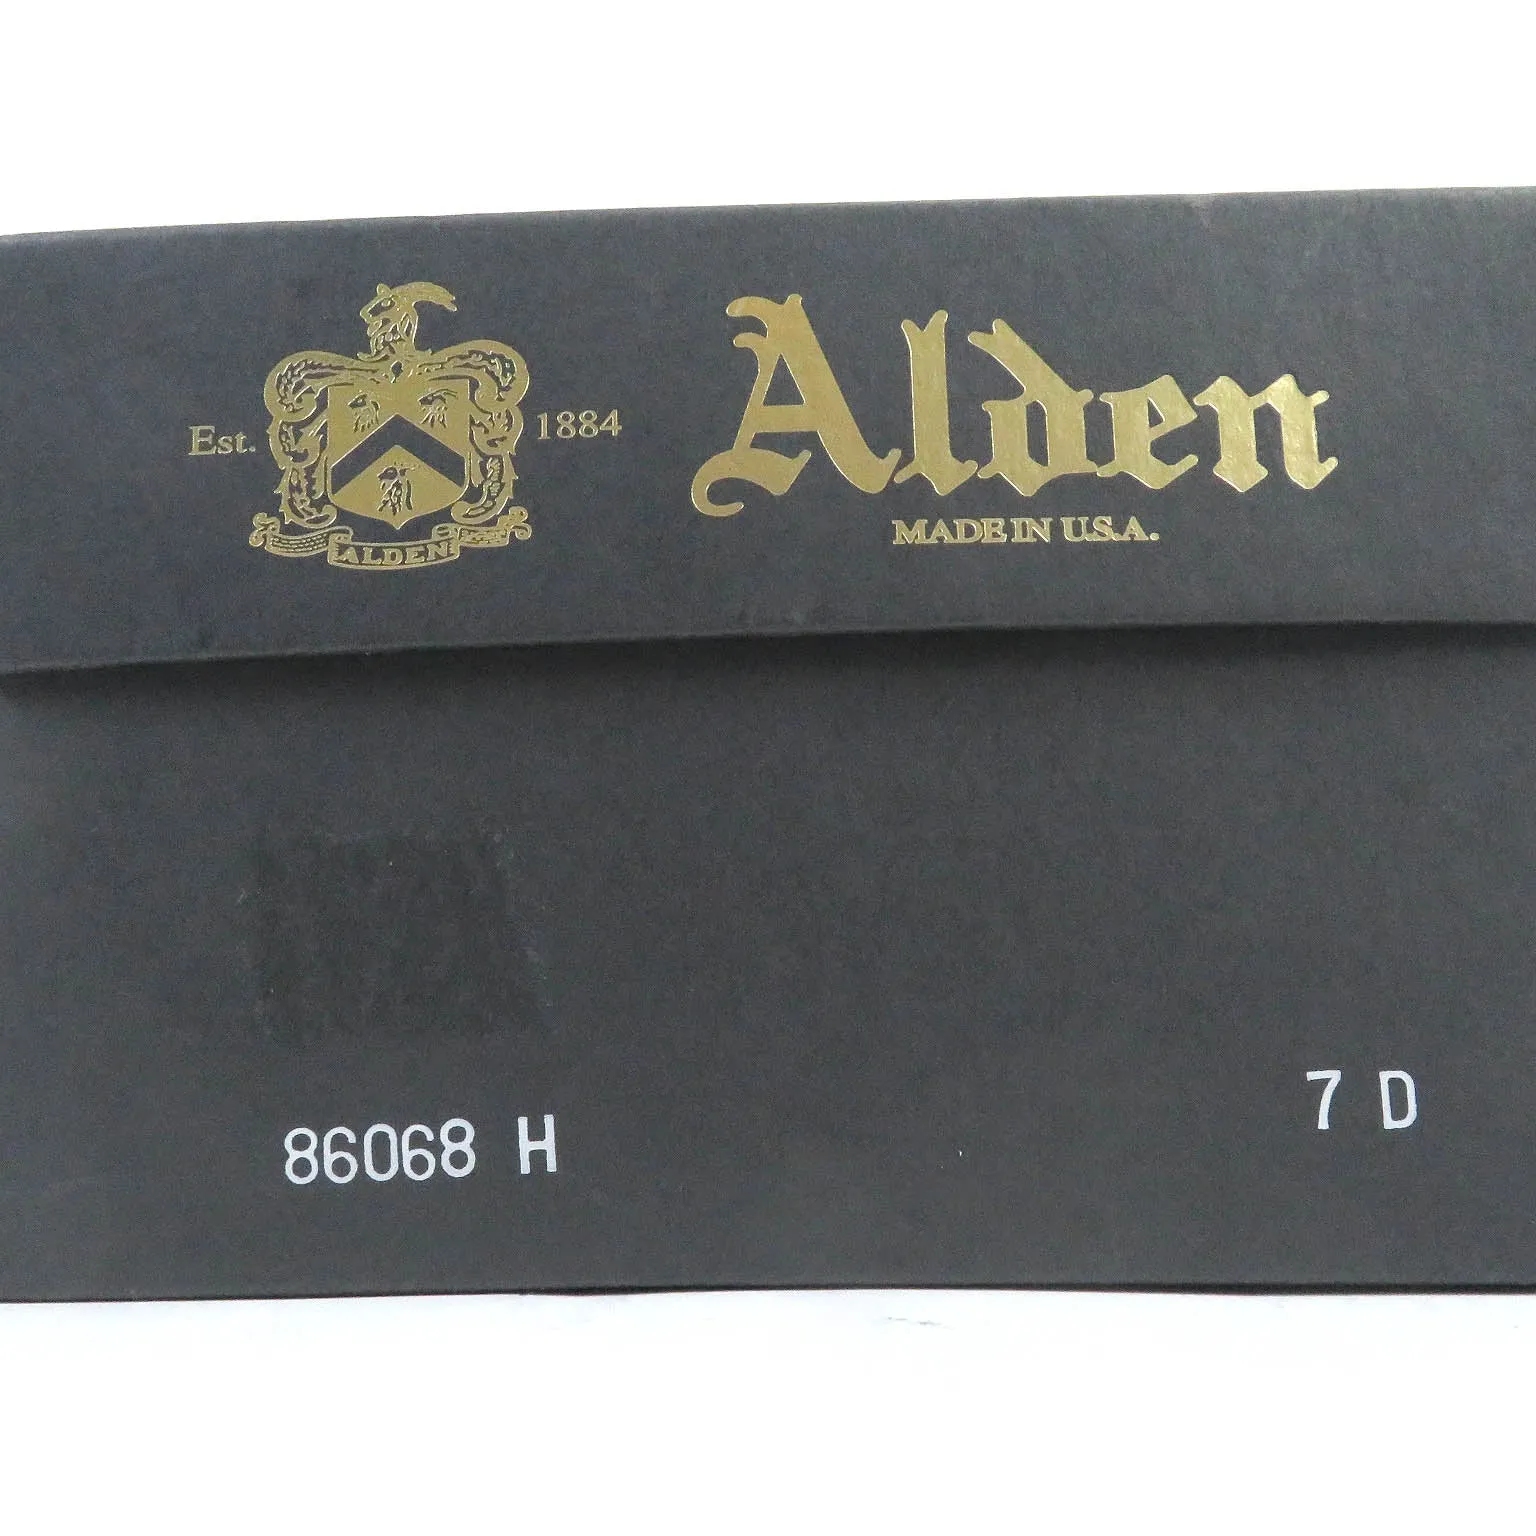 Est. 1884
ALDEN
Alden
MADE IN U.S.A.
86068 H
7 D